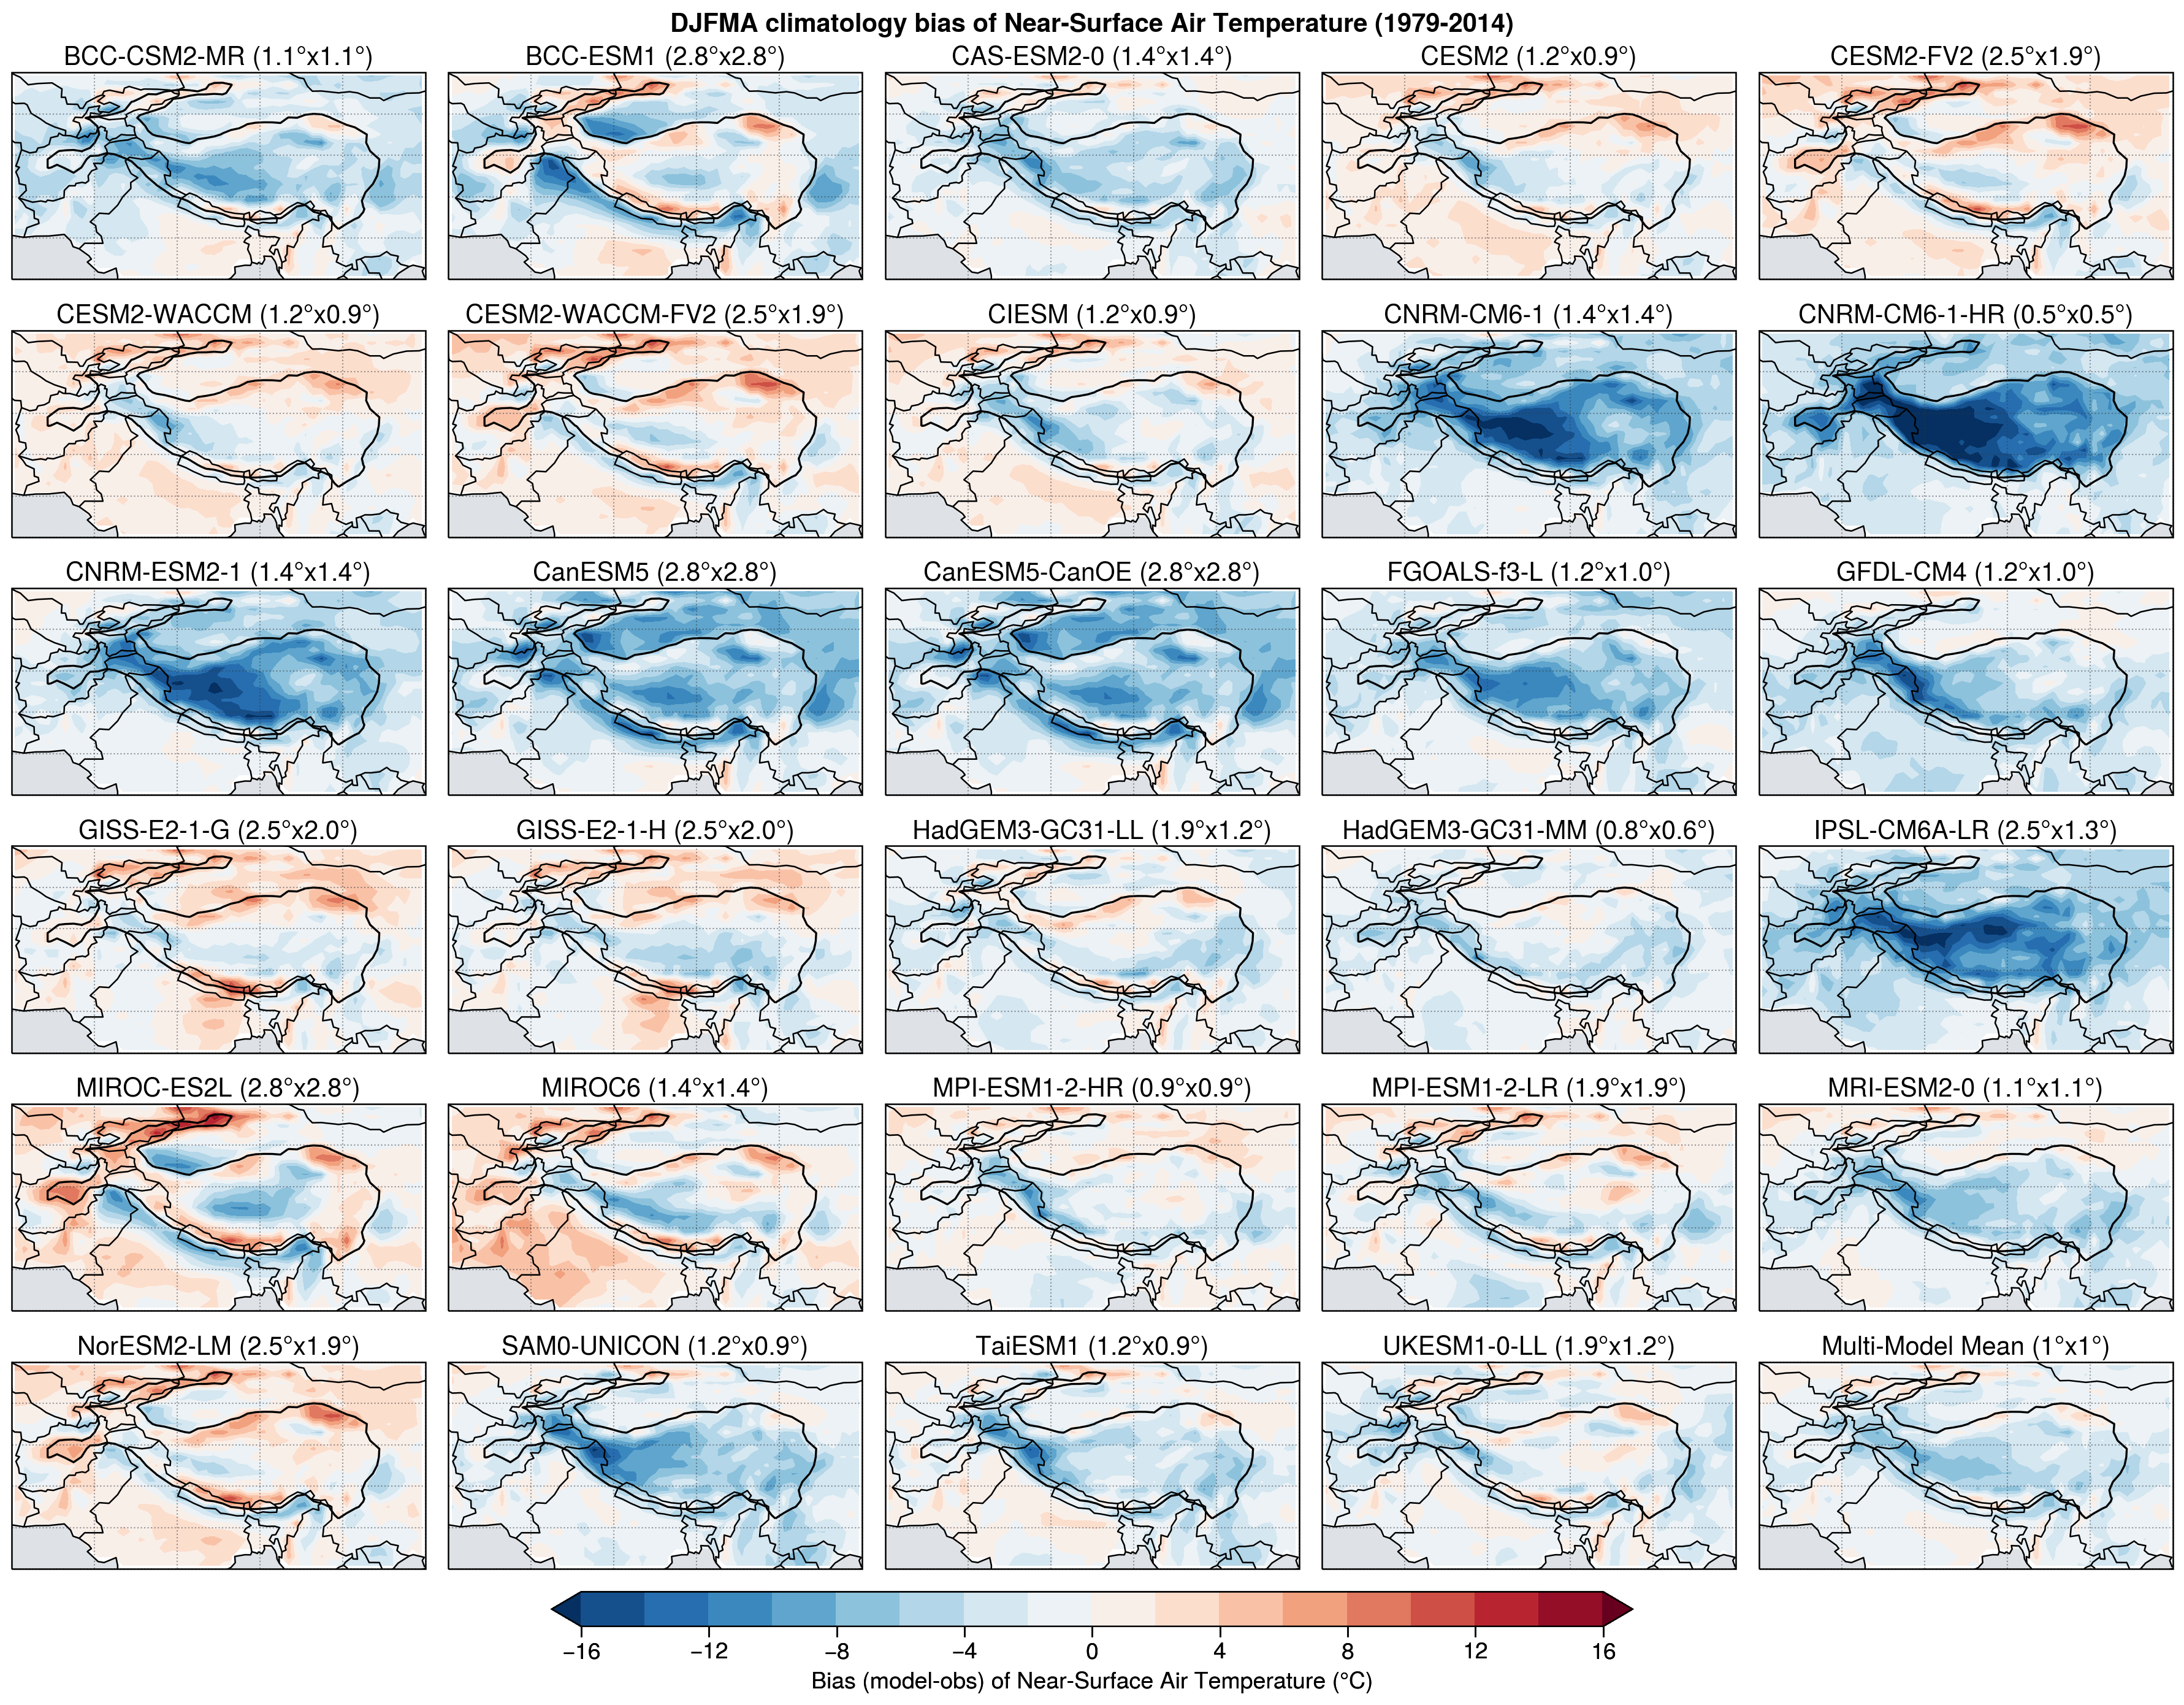 DJFMA climatology bias of Near-Surface Air Temperature (1979-2014)
BCC-CSM2-MR (1.1°x1.1°)
BCC-ESM1 (2.8°x2.8°)
CAS-ESM2-0 (1.4°x1.4°)
CESM2 (1.2°x0.9°)
CESM2-FV2 (2.5°x1.9°)
CESM2-WACCM (1.2°x0.9°)
CESM2-WACCM-FV2 (2.5°x1.9°)
CIESM (1.2°x0.9°)
CNRM-CM6-1 (1.4°x1.4°)
CNRM-CM6-1-HR (0.5°x0.5°)
CNRM-ESM2-1 (1.4°x1.4°)
CanESM5 (2.8°x2.8°)
CanESM5-CanOE (2.8°x2.8°)
FGOALS-f3-L (1.2°x1.0°)
GFDL-CM4 (1.2°x1.0°)
GISS-E2-1-G (2.5°x2.0°)
GISS-E2-1-H (2.5°x2.0°)
HadGEM3-GC31-LL (1.9°x1.2°)
HadGEM3-GC31-MM (0.8°x0.6°)
IPSL-CM6A-LR (2.5°x1.3°)
MIROC-ES2L (2.8°x2.8°)
MIROC6 (1.4°x1.4°)
MPI-ESM1-2-HR (0.9°x0.9°)
MPI-ESM1-2-LR (1.9°x1.9°)
MRI-ESM2-0 (1.1°x1.1°)
NorESM2-LM (2.5°x1.9°)
SAM0-UNICON (1.2°x0.9°)
TaiESM1 (1.2°x0.9°)
UKESM1-0-LL (1.9°x1.2°)
Multi-Model Mean (1°x1°)
−16 −12 −8 −4 0 4 8 12 16
Bias (model-obs) of Near-Surface Air Temperature (°C)